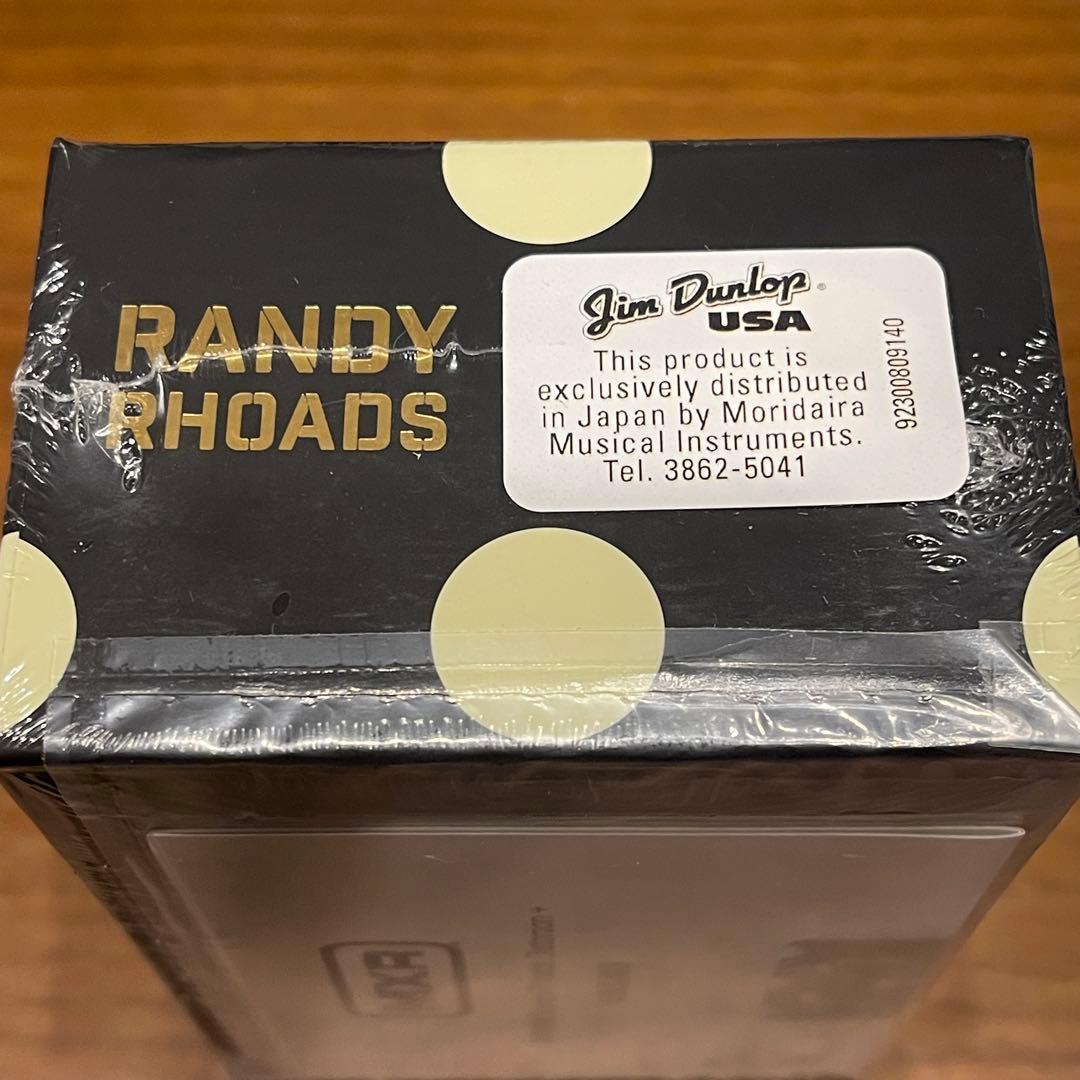 RANDY
RHOADS
Jim Dunlop®
USA
This product is
exclusively distributed
in Japan by Moridaira
Musical Instruments.
Tel. 3862-5041
92300809140
MXR